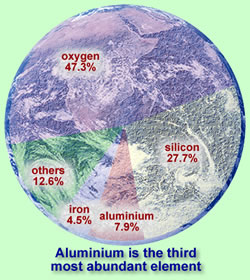 oxygen
47.3%
silicon
27.7%
others
12.6%
iron
4.5%
aluminium
7.9%
Aluminium is the third
most abundant element